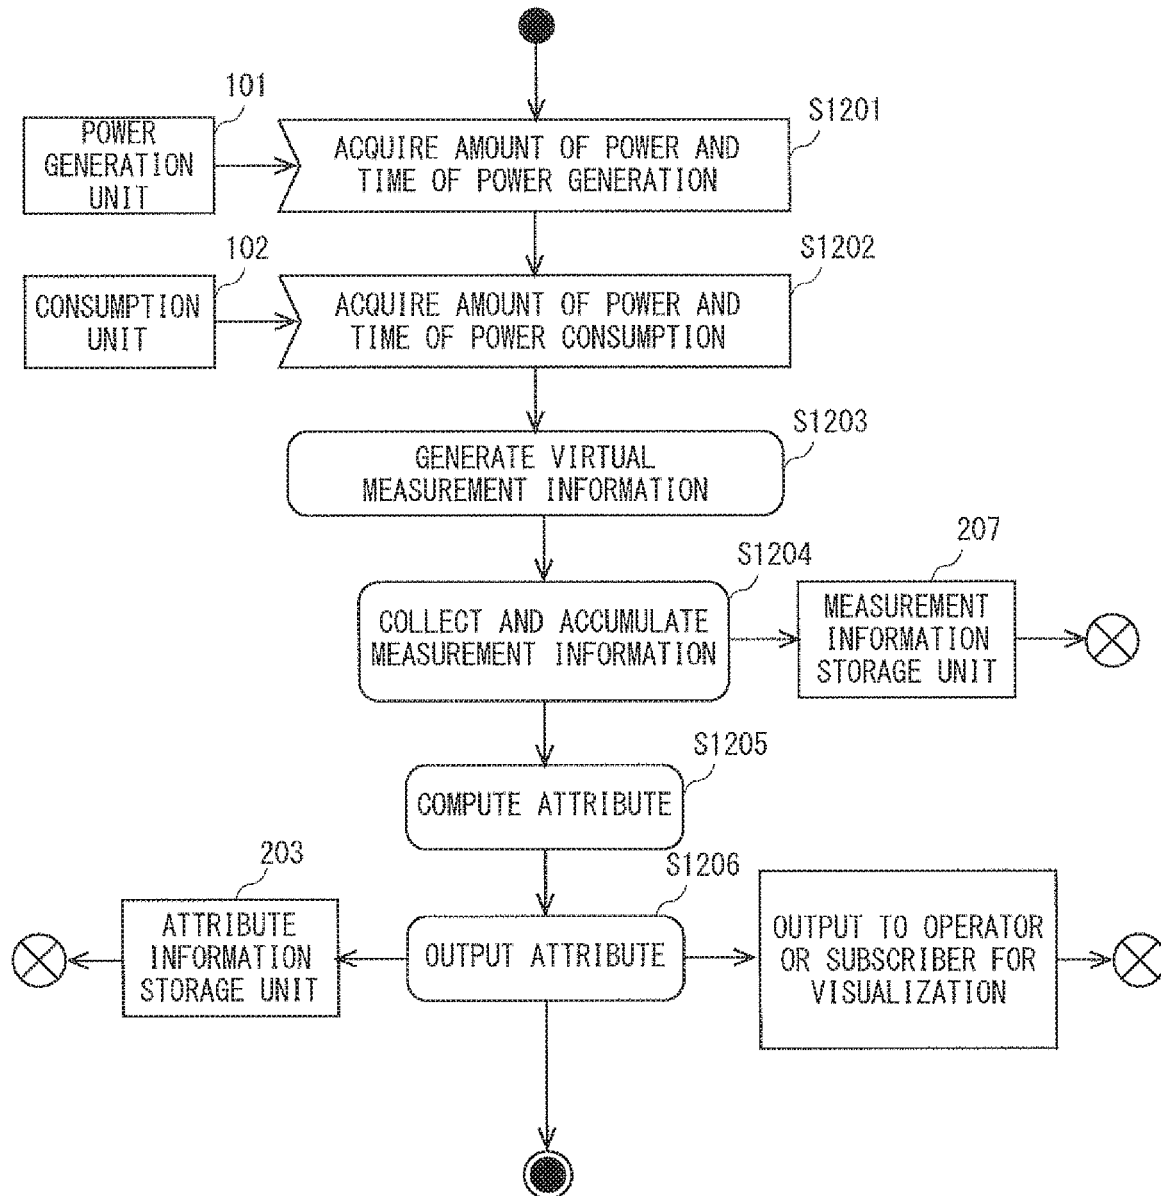 101
POWER
GENERATION
UNIT
S1201
ACQUIRE AMOUNT OF POWER AND
TIME OF POWER GENERATION
102
CONSUMPTION
UNIT
S1202
ACQUIRE AMOUNT OF POWER AND
TIME OF POWER CONSUMPTION
S1203
GENERATE VIRTUAL
MEASUREMENT INFORMATION
S1204
COLLECT AND ACCUMULATE
MEASUREMENT INFORMATION
207
MEASUREMENT
INFORMATION
STORAGE UNIT
S1205
COMPUTE ATTRIBUTE
203
ATTRIBUTE
INFORMATION
STORAGE UNIT
S1206
OUTPUT ATTRIBUTE
OUTPUT TO OPERATOR
OR SUBSCRIBER FOR
VISUALIZATION